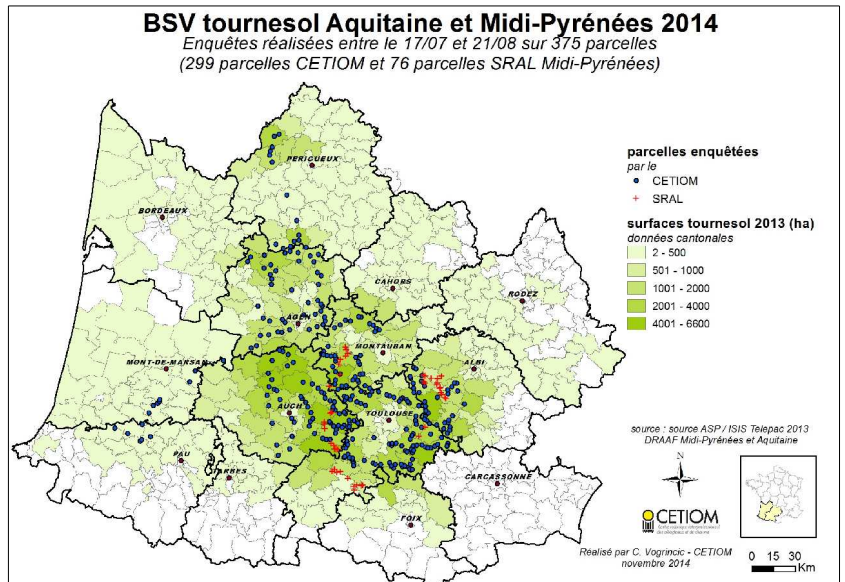 BSV tournesol Aquitaine et Midi-Pyrénées 2014
Enquêtes réalisées entre le 17/07 et 21/08 sur 375 parcelles
(299 parcelles CETIOM et 76 parcelles SRAL Midi-Pyrénées)
PERIGUEUX
BORDEAUX
CAHORS
RODEZ
AGEN
MONTAUBAN
MONT-DE-MARSAN
ALBI
AUCH
TOULOUSE
PAU
TARBES
CARCASSONNE
FOIX
parcelles enquêtées
par le
CETIOM
SRAL
surfaces tournesol 2013 (ha)
données cantonales
2 - 500
501 - 1000
1001 - 2000
2001 - 4000
4001 - 6600
source : source ASP / ISIS Telepac 2013
DRAAF Midi-Pyrénées et Aquitaine
N
CETIOM
Réalisé par C. Vogrincic - CETIOM
novembre 2014
0 15 30
Km